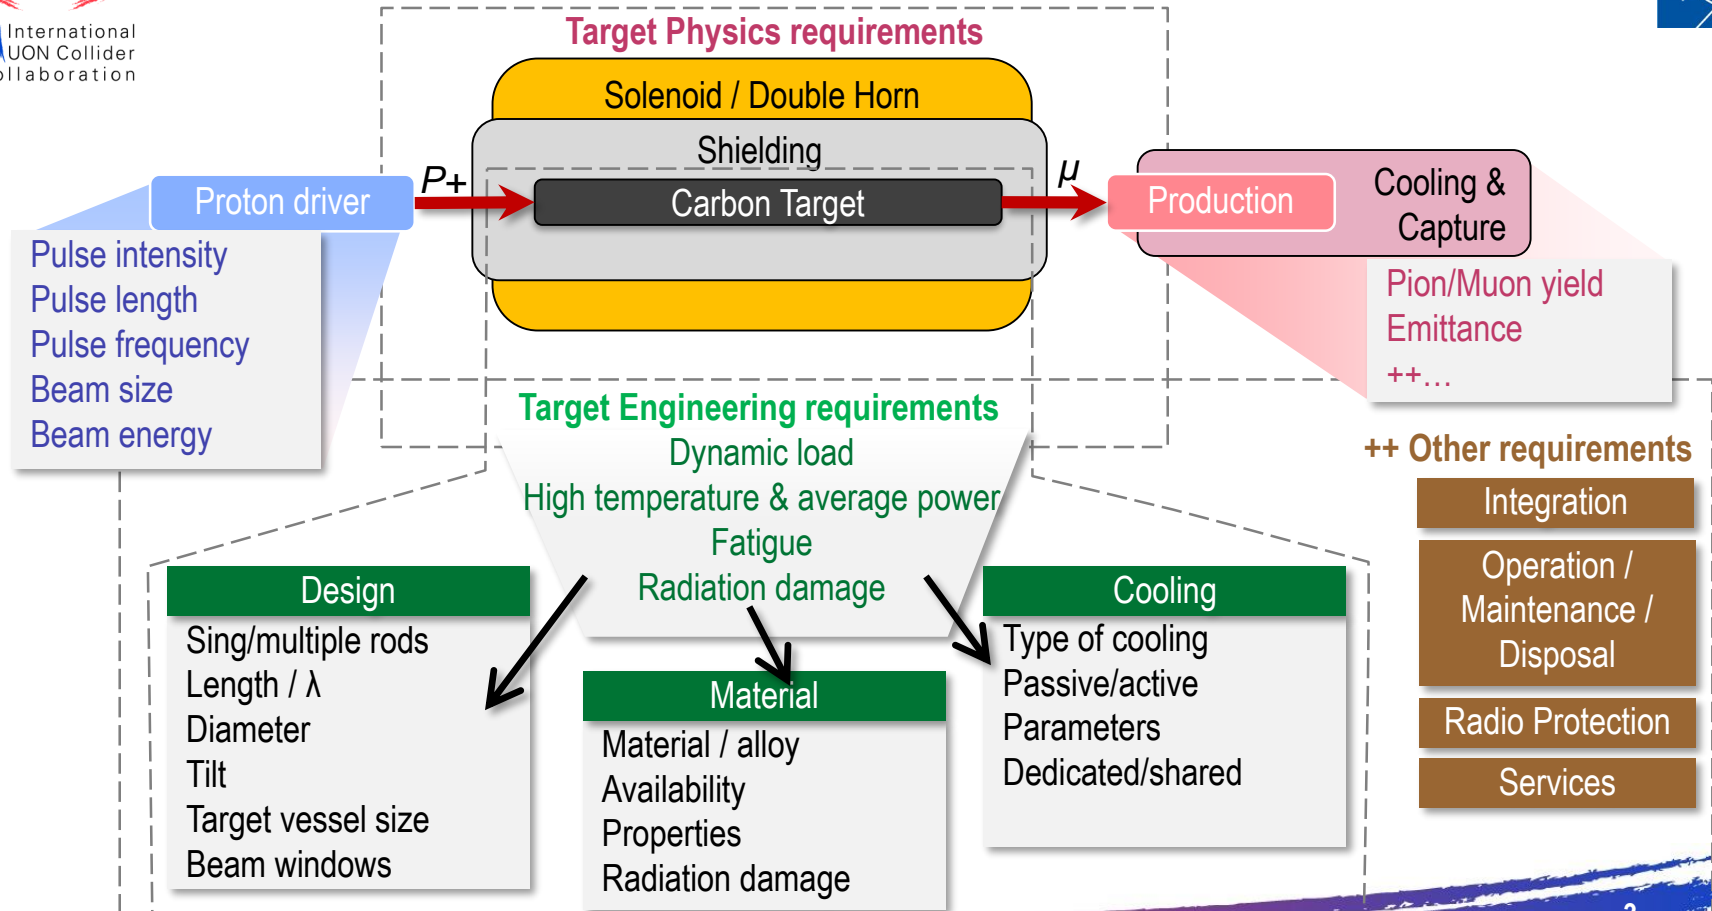 International
UON Collider
ollaboration
Target Physics requirements
Solenoid / Double Horn
Shielding
Carbon Target
Proton driver
P+
μ
Production
Cooling &
Capture
Pulse intensity
Pulse length
Pulse frequency
Beam size
Beam energy
Pion/Muon yield
Emittance
++…
Target Engineering requirements
Dynamic load
High temperature & average power
Fatigue
Radiation damage
++ Other requirements
Integration
Operation /
Maintenance /
Disposal
Radio Protection
Services
Design
Sing/multiple rods
Length / λ
Diameter
Tilt
Target vessel size
Beam windows
Material
Material / alloy
Availability
Properties
Radiation damage
Cooling
Type of cooling
Passive/active
Parameters
Dedicated/shared